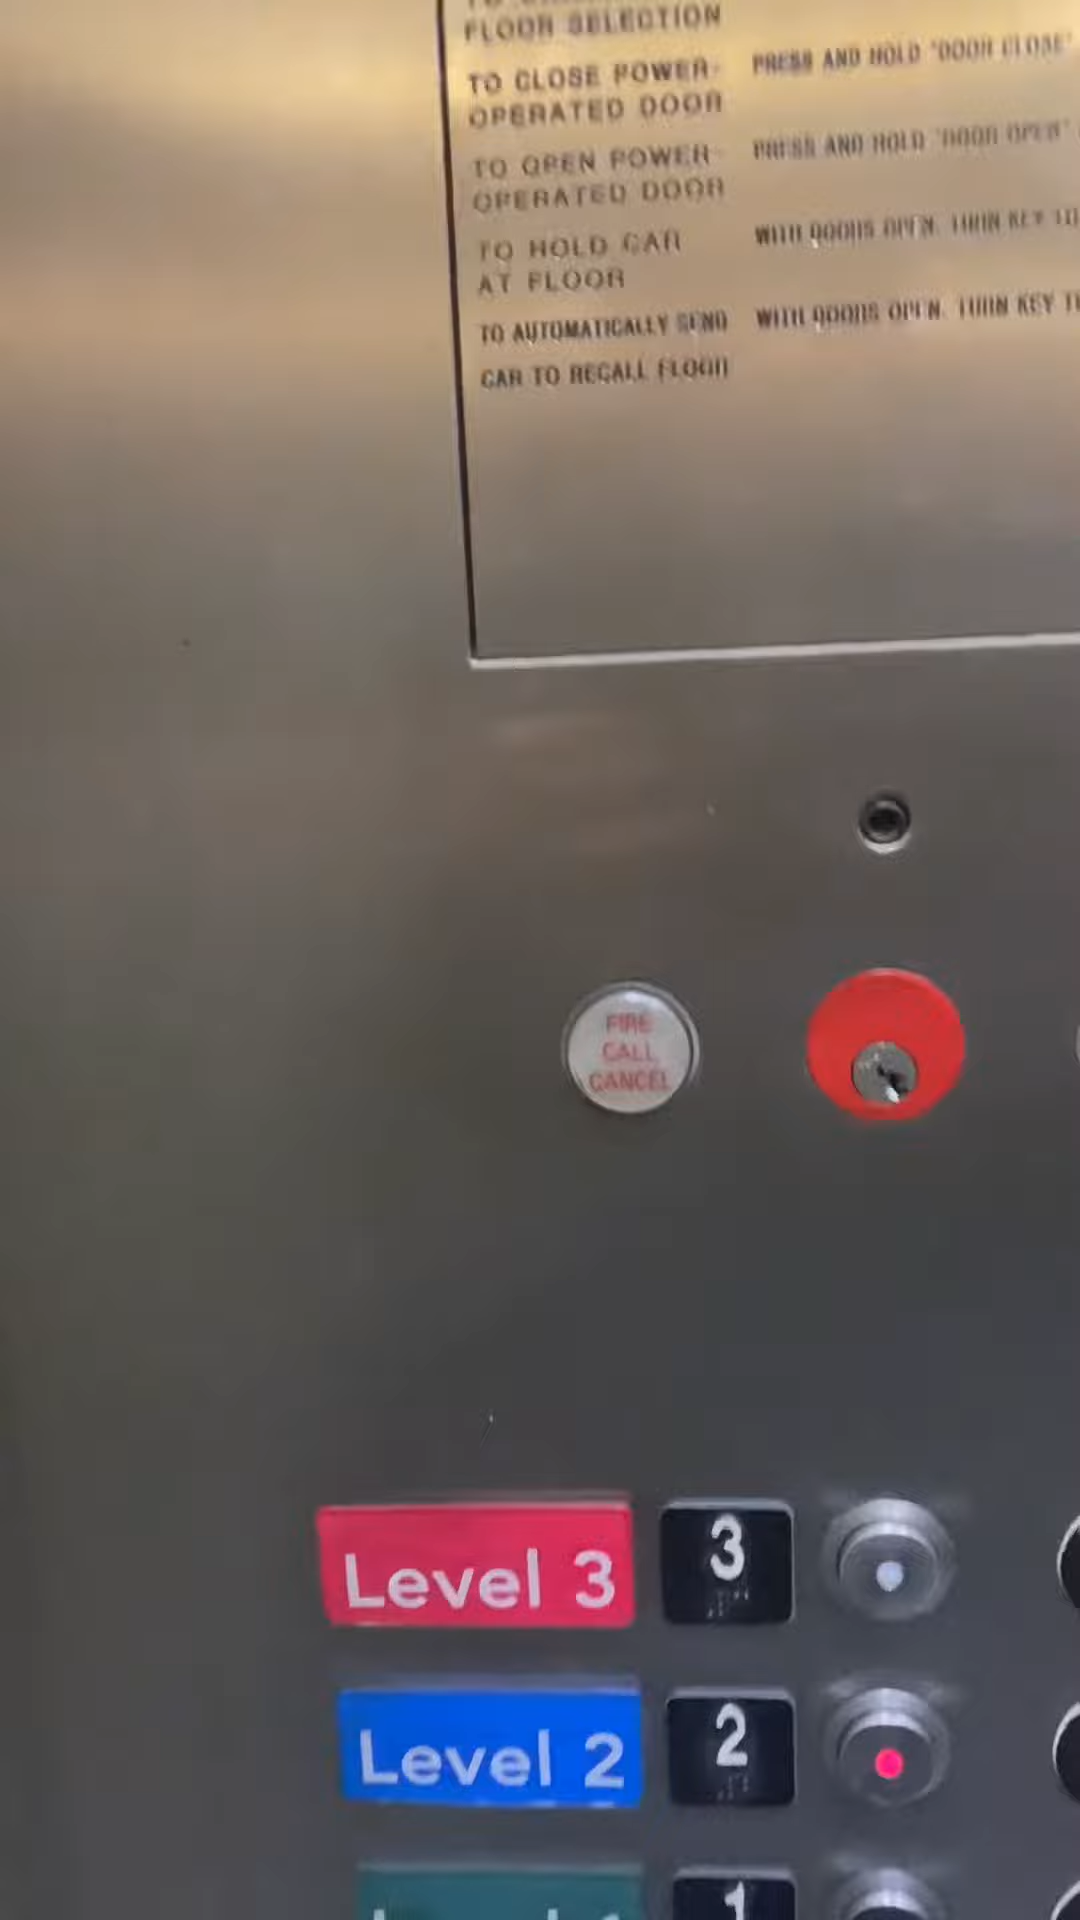 FLOOR SELECTION
TO CLOSE POWER- PRESS AND HOLD "DOOR CLOSE"
OPERATED DOOR
TO OPEN POWER- PRESS AND HOLD "DOOR OPEN"
OPERATED DOOR
TO HOLD CAR WITH DOORS OPEN, TURN KEY TO
AT FLOOR
TO AUTOMATICALLY SEND WITH DOORS OPEN, TURN KEY
CAR TO RECALL FLOOR
FIRE
CALL
CANCEL
Level 3 3
Level 2 2
1